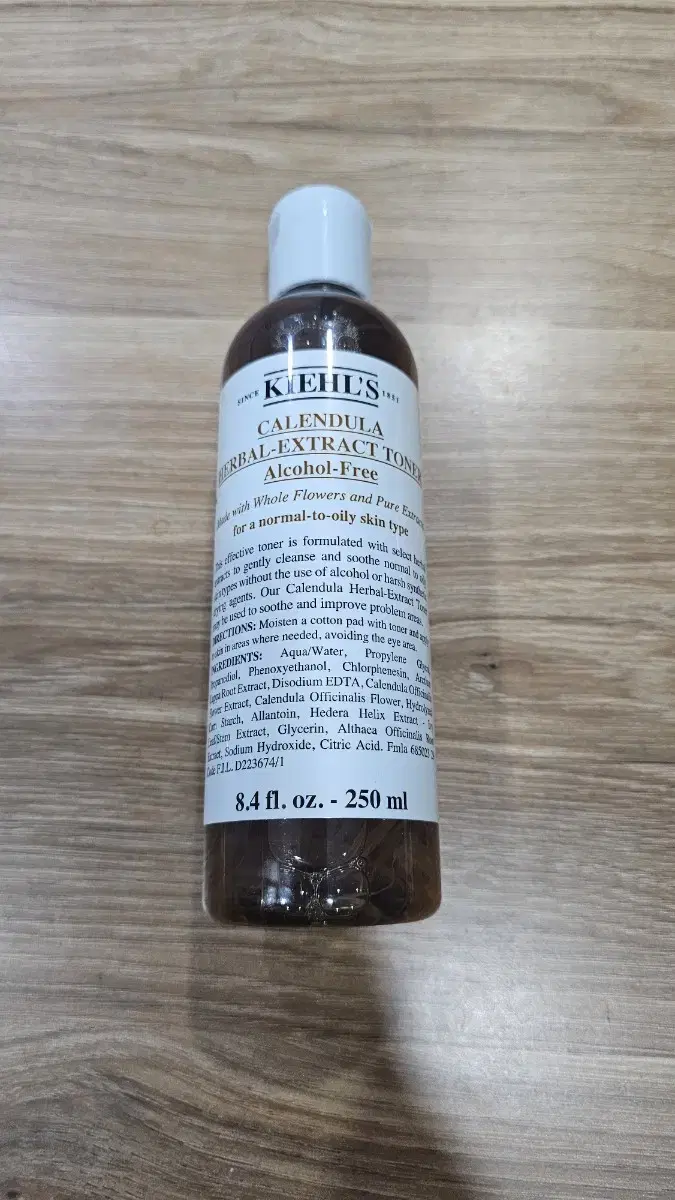 SINCE KIEHL'S 1851
CALENDULA
HERBAL-EXTRACT TONER
Alcohol-Free
Made with Whole Flowers and Pure
for a normal-to-oily skin type
effective toner is formulated with select
to gently cleanse and soothe normal to
types without the use of alcohol or harsh
agents. Our Calendula Herbal-Extract
be used to soothe and improve problem areas.
DIRECTIONS: Moisten a cotton pad with toner and
skin in areas where needed, avoiding the eye area.
INGREDIENTS: Aqua/Water, Propylene
Phenoxyethanol, Chlorphenesin,
Root Extract, Disodium EDTA, Calendula
Extract, Calendula Officinalis Flower,
Starch, Allantoin, Hedera Helix Extract -
Extract, Glycerin, Althaea Officinalis
Sodium Hydroxide, Citric Acid. Fmla
F.I.L. D223674/1
8.4 fl. oz. - 250 ml